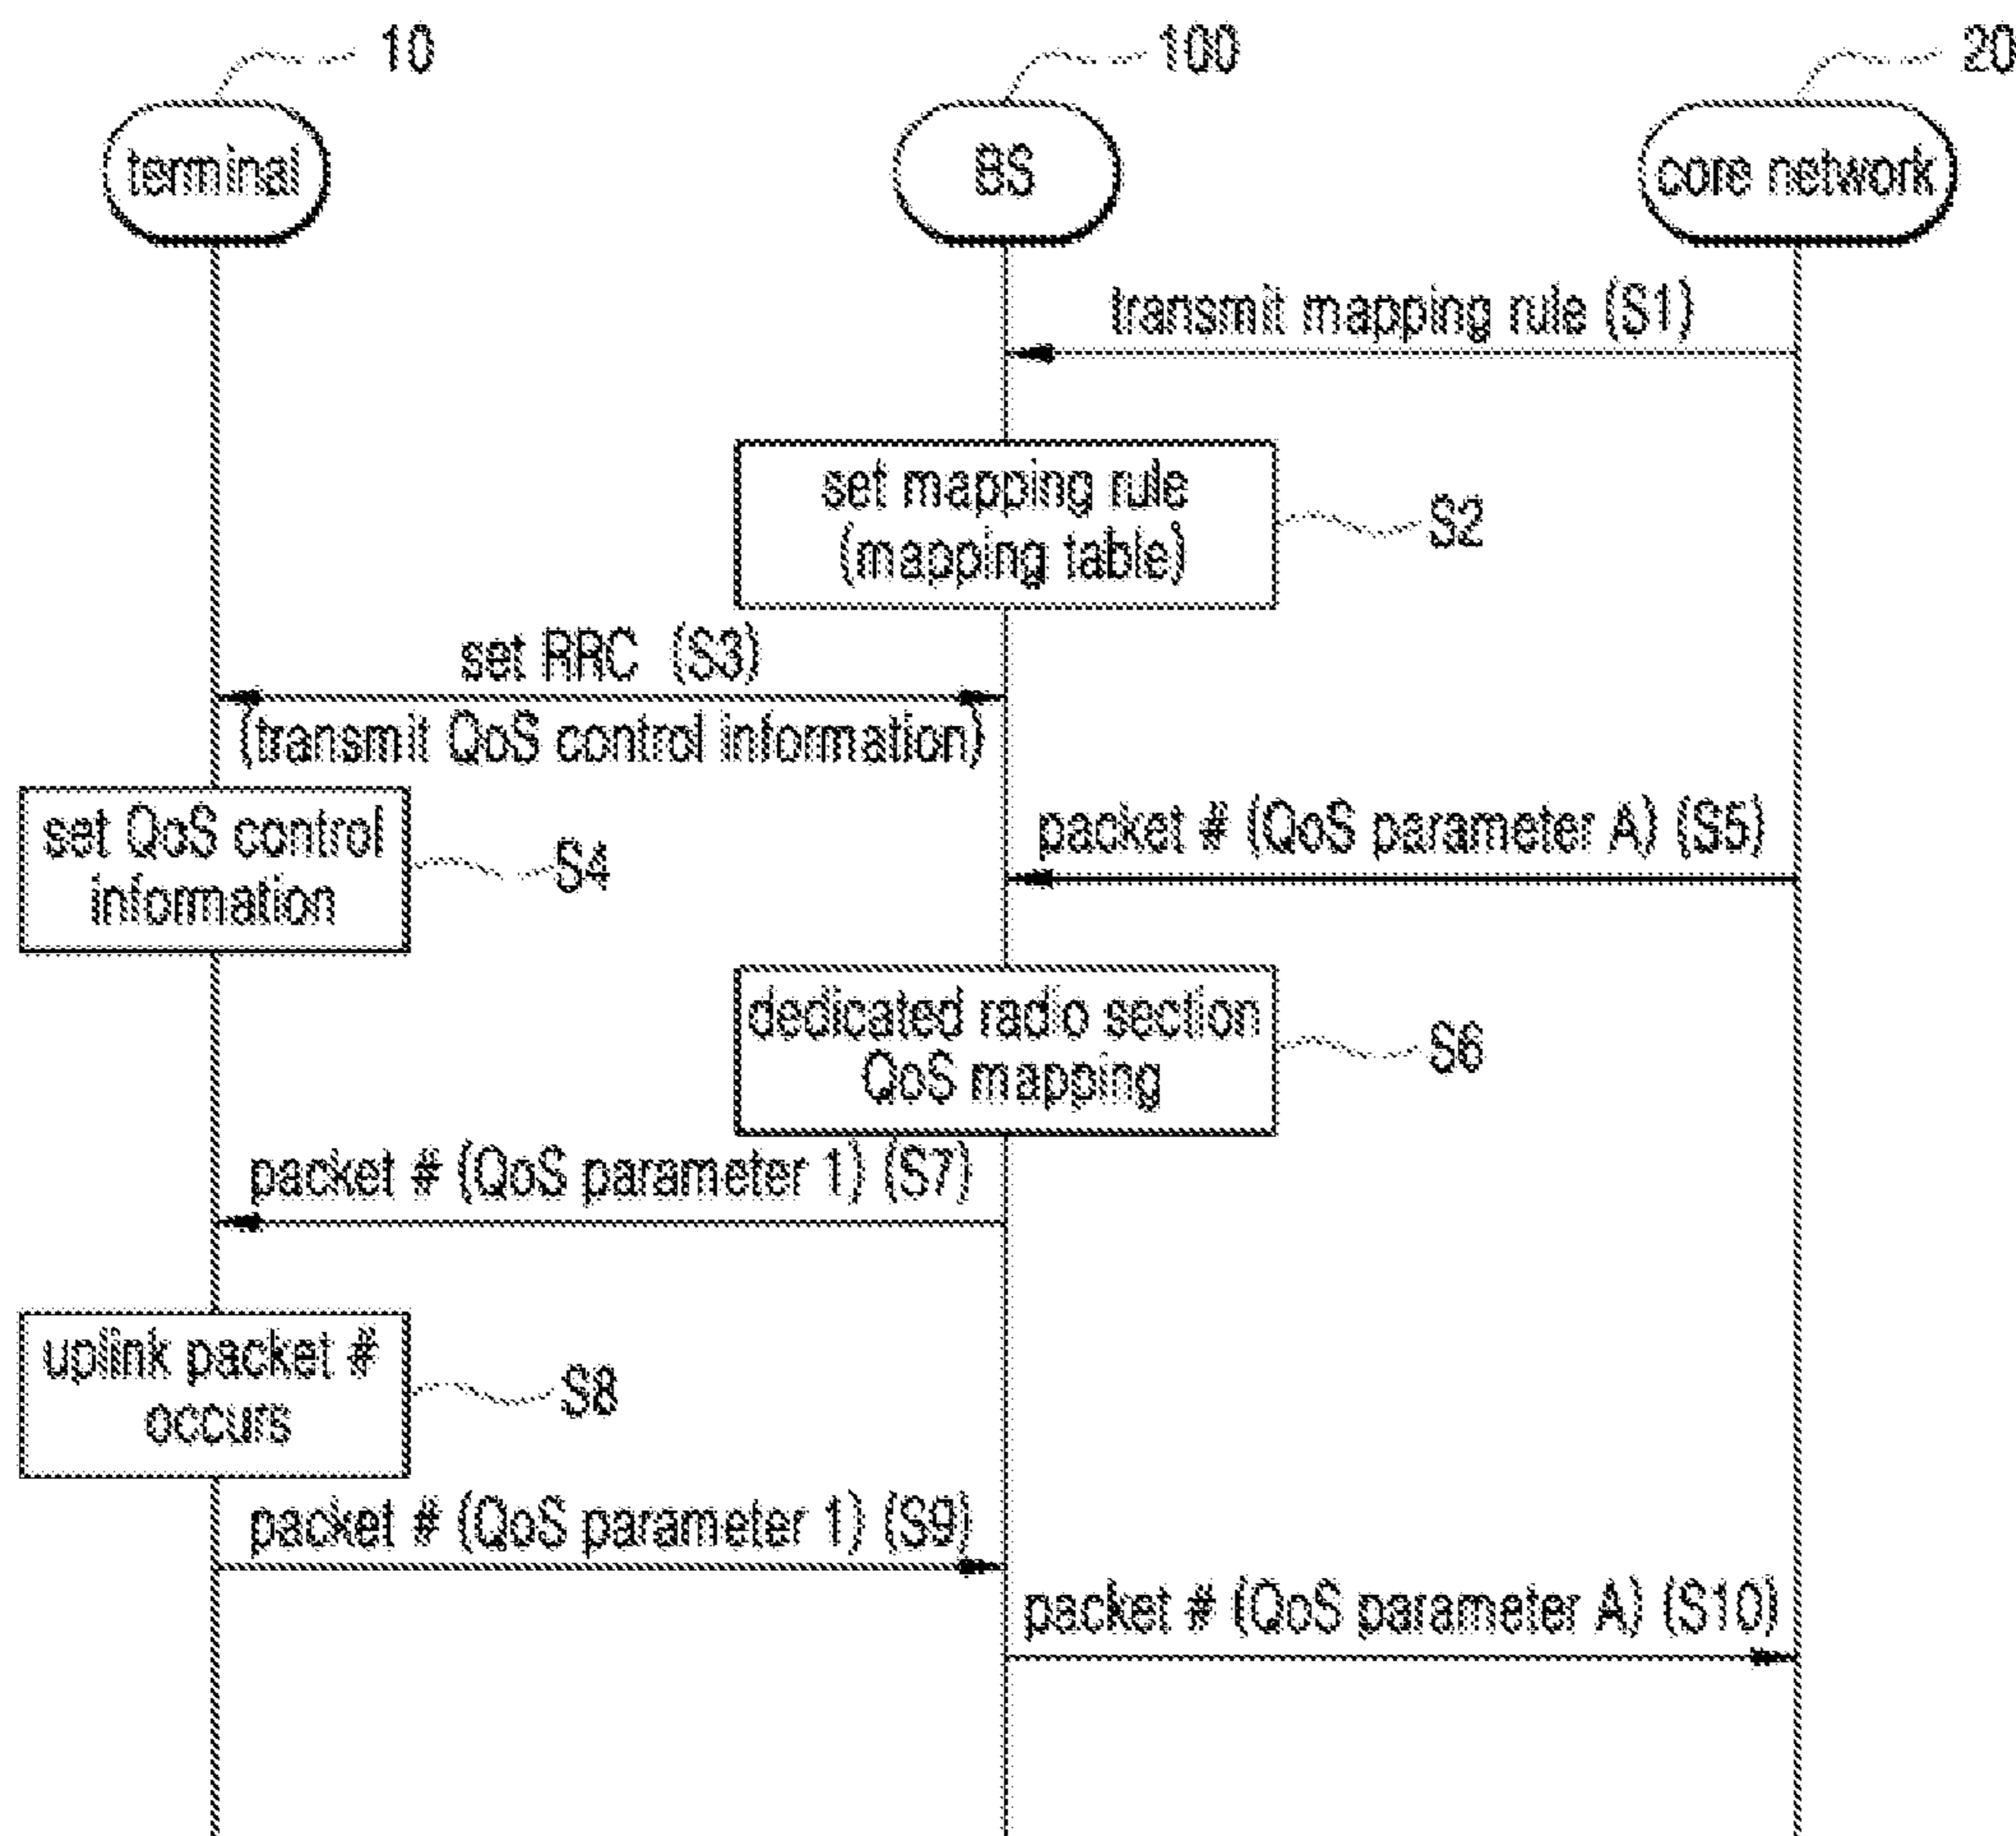 10
100
20
terminal
BS
core network
transmit mapping rule (S1)
set mapping rule
(mapping table)
S2
set RRC (S3)
(transmit QoS control information)
set QoS control
information
S4
packet # (QoS parameter A) (S5)
dedicated radio section
QoS mapping
S6
packet # (QoS parameter 1) (S7)
uplink packet #
occurs
S8
packet # (QoS parameter 1) (S9)
packet # (QoS parameter A) (S10)